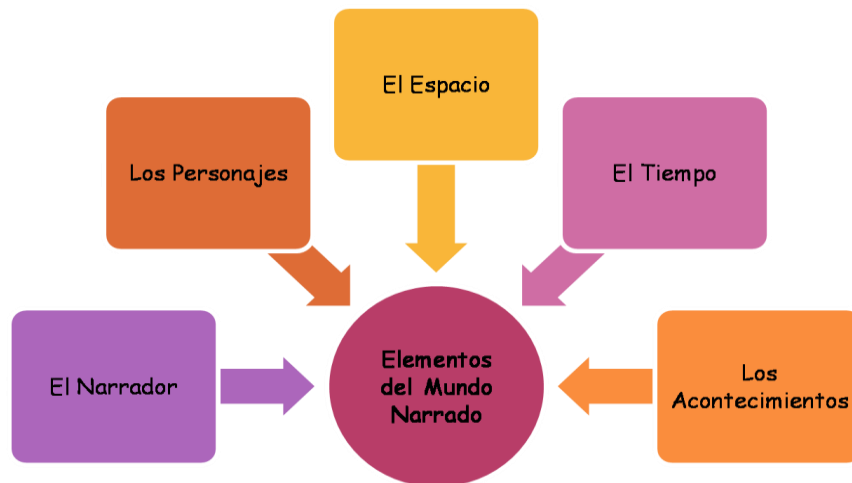 El Espacio
Los Personajes
El Tiempo
El Narrador
Elementos
del Mundo
Narrado
Los
Acontecimientos